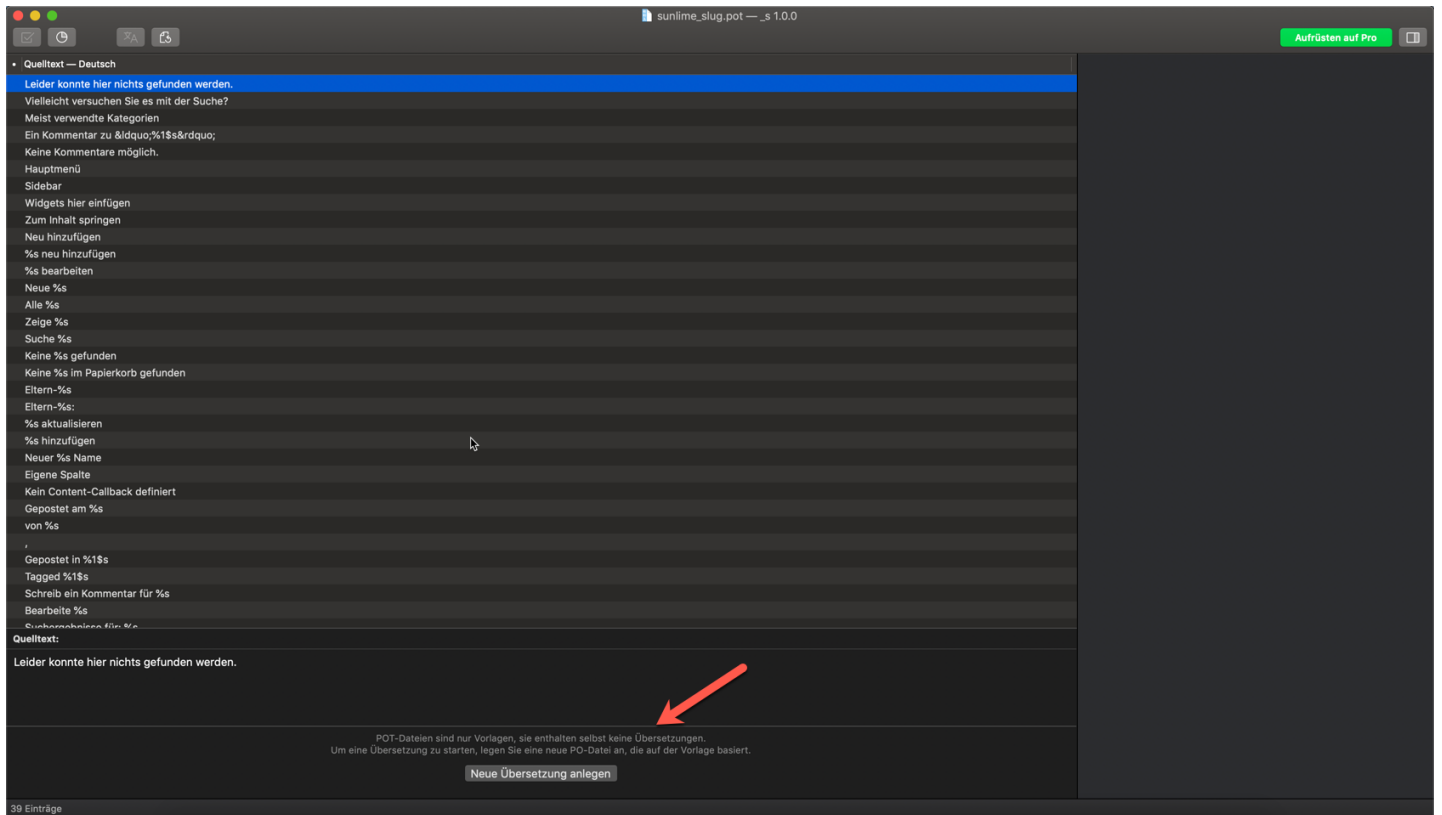 sunlime_slug.pot — _s 1.0.0
Aufrüsten auf Pro
• Quelltext — Deutsch
Leider konnte hier nichts gefunden werden.
Vielleicht versuchen Sie es mit der Suche?
Meist verwendte Kategorien
Ein Kommentar zu &ldquo;%1$s&rdquo;
Keine Kommentare möglich.
Hauptmenü
Sidebar
Widgets hier einfügen
Zum Inhalt springen
Neu hinzufügen
%s neu hinzufügen
%s bearbeiten
Neue %s
Alle %s
Zeige %s
Suche %s
Keine %s gefunden
Keine %s im Papierkorb gefunden
Eltern-%s
Eltern-%s:
%s aktualisieren
%s hinzufügen
Neuer %s Name
Eigene Spalte
Kein Content-Callback definiert
Gepostet am %s
von %s
,
Gepostet in %1$s
Tagged %1$s
Schreib ein Kommentar für %s
Bearbeite %s
Suchergebnisse für: %s
Quelltext:
Leider konnte hier nichts gefunden werden.
POT-Dateien sind nur Vorlagen, sie enthalten selbst keine Übersetzungen.
Um eine Übersetzung zu starten, legen Sie eine neue PO-Datei an, die auf der Vorlage basiert.
Neue Übersetzung anlegen
39 Einträge